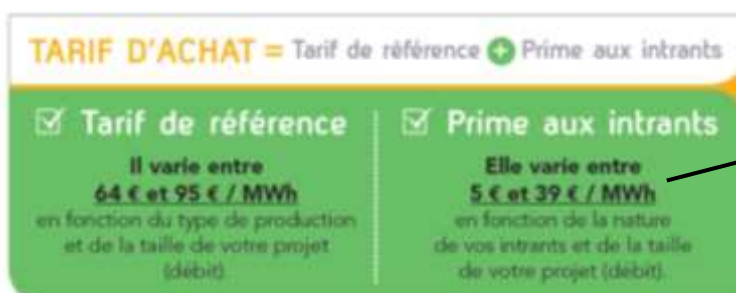 TARIF D'ACHAT = Tarif de référence + Prime aux intrants
Tarif de référence
Il varie entre
64 € et 95 € / MWh
en fonction du type de production
et de la taille de votre projet
(débit).
Prime aux intrants
Elle varie entre
5 € et 39 € / MWh
en fonction de la nature
de vos intrants et de la taille
de votre projet (débit).